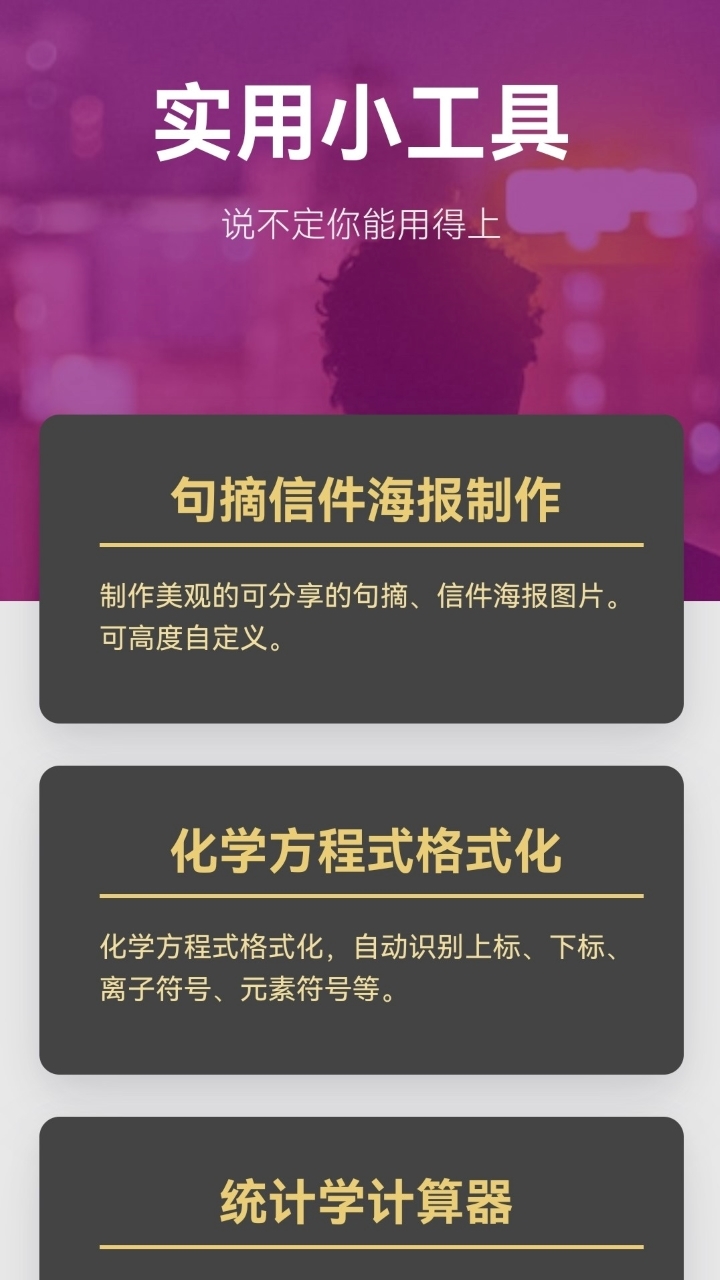 实用小工具
说不定你能用得上
句摘信件海报制作
制作美观的可分享的句摘、信件海报图片。
可高度自定义。
化学方程式格式化
化学方程式格式化，自动识别上标、下标、
离子符号、元素符号等。
统计学计算器